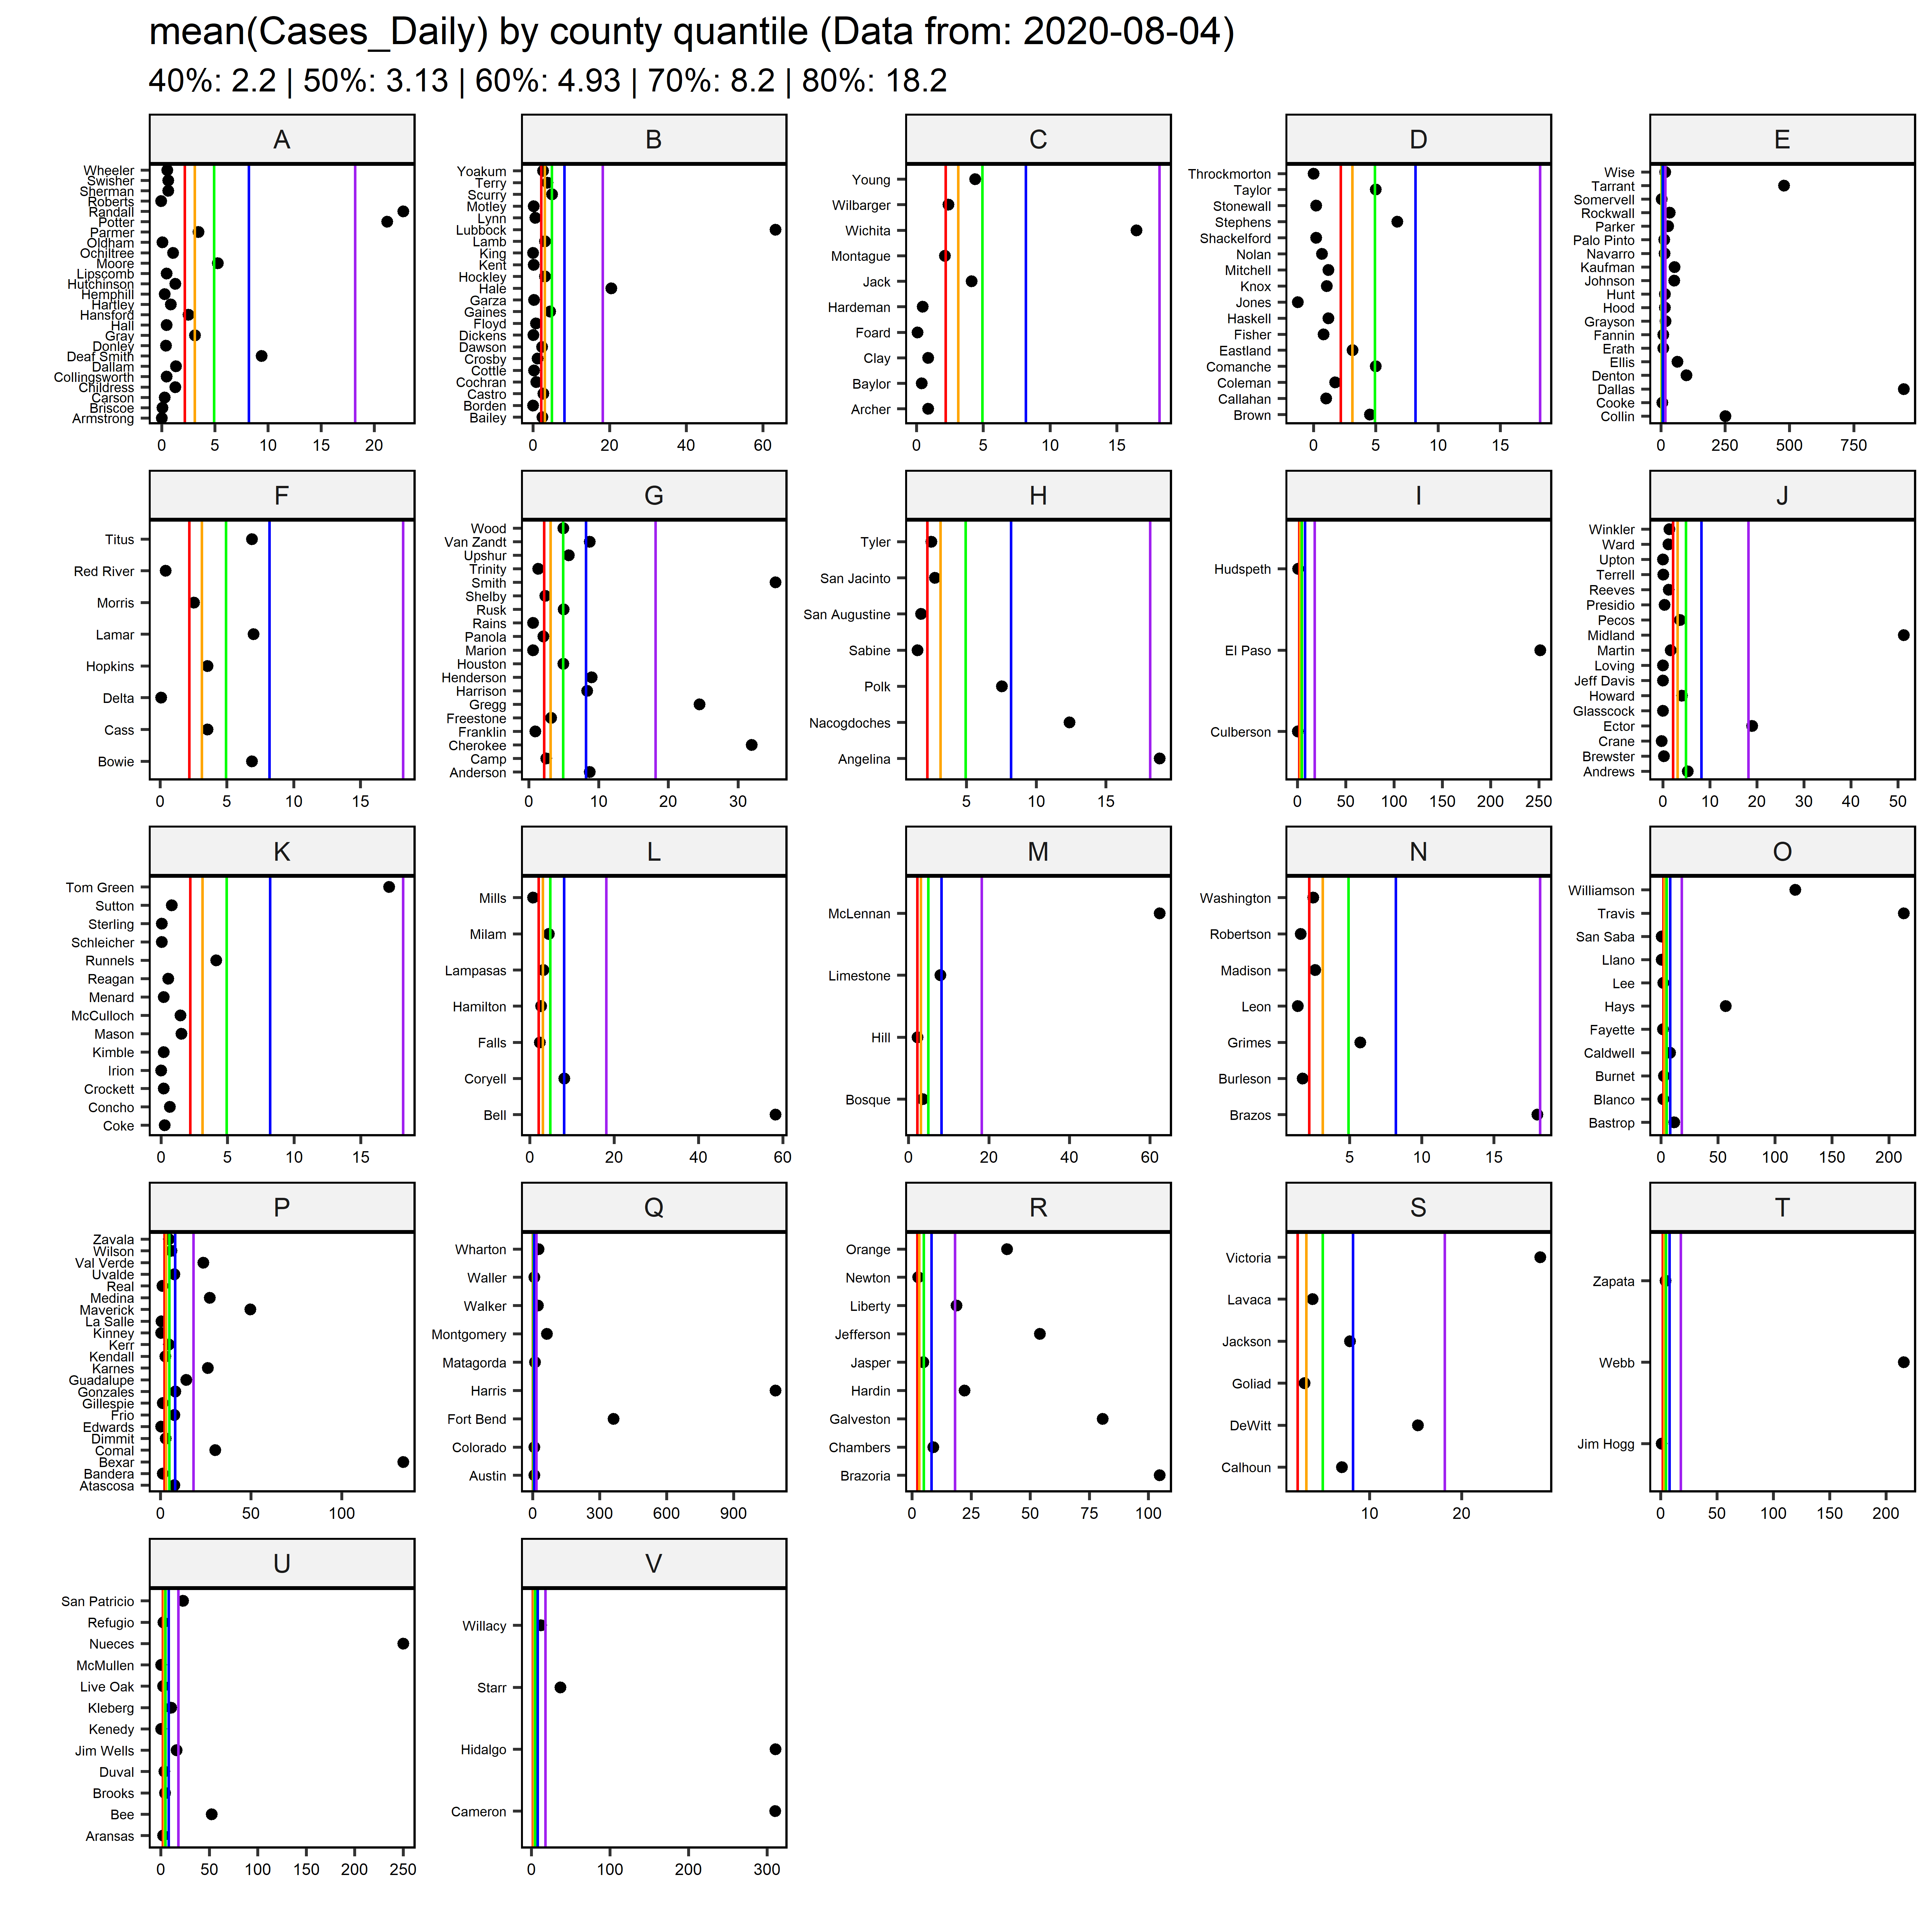 mean(Cases_Daily) by county quantile (Data from: 2020-08-04)
40%: 2.2 | 50%: 3.13 | 60%: 4.93 | 70%: 8.2 | 80%: 18.2
A
Wheeler
Swisher
Sherman
Roberts
Randall
Potter
Parmer
Oldham
Ochiltree
Moore
Lipscomb
Hutchinson
Hemphill
Hartley
Hansford
Hall
Gray
Donley
Deaf Smith
Dallam
Collingsworth
Childress
Carson
Briscoe
Armstrong
0 5 10 15 20
B
Yoakum
Terry
Scurry
Motley
Lynn
Lubbock
Lamb
King
Kent
Hockley
Hale
Garza
Gaines
Floyd
Dickens
Dawson
Crosby
Cottle
Cochran
Castro
Borden
Bailey
0 20 40 60
C
Young
Wilbarger
Wichita
Montague
Jack
Hardeman
Foard
Clay
Baylor
Archer
0 5 10 15
D
Throckmorton
Taylor
Stonewall
Stephens
Shackelford
Nolan
Mitchell
Knox
Jones
Haskell
Fisher
Eastland
Comanche
Coleman
Callahan
Brown
0 5 10 15
E
Wise
Tarrant
Somervell
Rockwall
Parker
Palo Pinto
Navarro
Kaufman
Johnson
Hunt
Hood
Grayson
Fannin
Erath
Ellis
Denton
Dallas
Cooke
Collin
0 250 500 750
F
Titus
Red River
Morris
Lamar
Hopkins
Delta
Cass
Bowie
0 5 10 15
G
Wood
Van Zandt
Upshur
Trinity
Smith
Shelby
Rusk
Rains
Panola
Marion
Houston
Henderson
Harrison
Gregg
Freestone
Franklin
Cherokee
Camp
Anderson
0 10 20 30
H
Tyler
San Jacinto
San Augustine
Sabine
Polk
Nacogdoches
Angelina
5 10 15
I
Hudspeth
El Paso
Culberson
0 50 100 150 200 250
J
Winkler
Ward
Upton
Terrell
Reeves
Presidio
Pecos
Midland
Martin
Loving
Jeff Davis
Howard
Glasscock
Ector
Crane
Brewster
Andrews
0 10 20 30 40 50
K
Tom Green
Sutton
Sterling
Schleicher
Runnels
Reagan
Menard
McCulloch
Mason
Kimble
Irion
Crockett
Concho
Coke
0 5 10 15
L
Mills
Milam
Lampasas
Hamilton
Falls
Coryell
Bell
0 20 40 60
M
McLennan
Limestone
Hill
Bosque
0 20 40 60
N
Washington
Robertson
Madison
Leon
Grimes
Burleson
Brazos
5 10 15
O
Williamson
Travis
San Saba
Llano
Lee
Hays
Fayette
Caldwell
Burnet
Blanco
Bastrop
0 50 100 150 200
P
Zavala
Wilson
Val Verde
Uvalde
Real
Medina
Maverick
La Salle
Kinney
Kerr
Kendall
Karnes
Guadalupe
Gonzales
Gillespie
Frio
Edwards
Dimmit
Comal
Bexar
Bandera
Atascosa
0 50 100
Q
Wharton
Waller
Walker
Montgomery
Matagorda
Harris
Fort Bend
Colorado
Austin
0 300 600 900
R
Orange
Newton
Liberty
Jefferson
Jasper
Hardin
Galveston
Chambers
Brazoria
0 25 50 75 100
S
Victoria
Lavaca
Jackson
Goliad
DeWitt
Calhoun
10 20
T
Zapata
Webb
Jim Hogg
0 50 100 150 200
U
San Patricio
Refugio
Nueces
McMullen
Live Oak
Kleberg
Kenedy
Jim Wells
Duval
Brooks
Bee
Aransas
0 50 100 150 200 250
V
Willacy
Starr
Hidalgo
Cameron
0 100 200 300